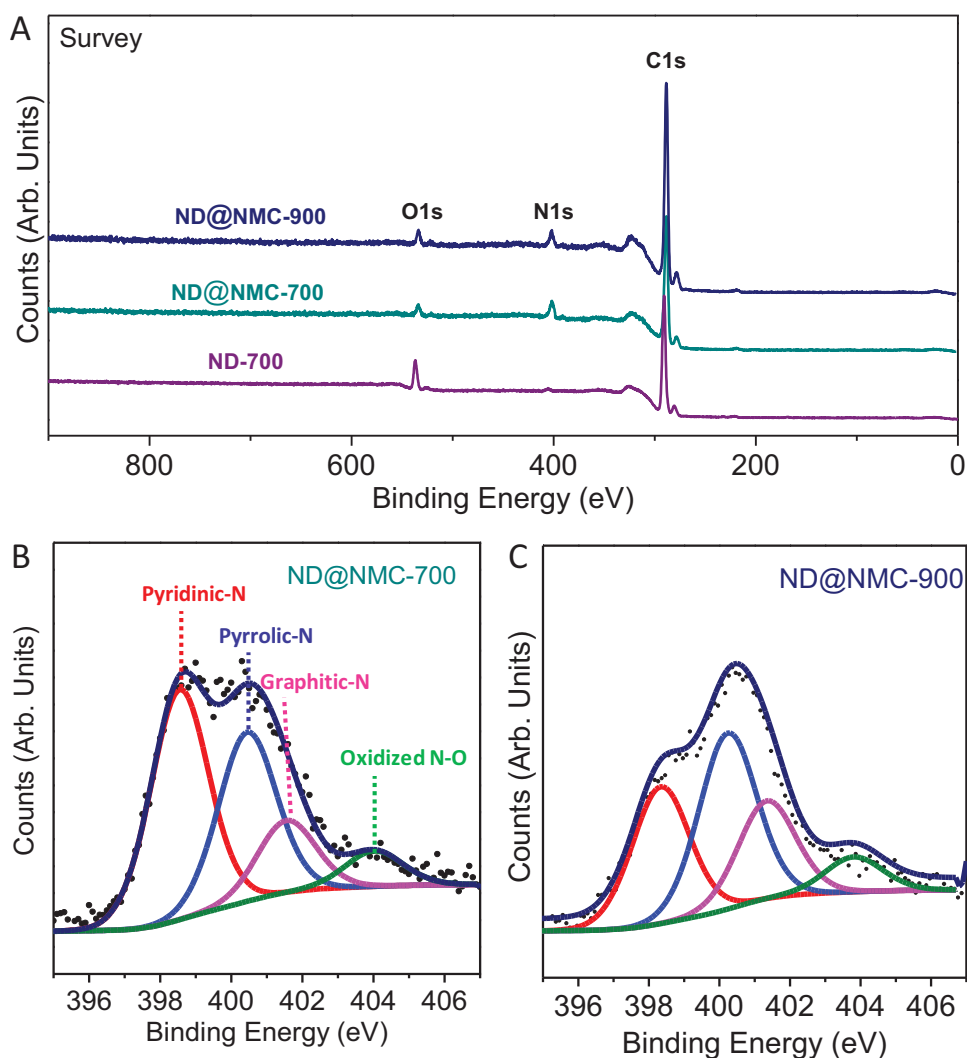 A
Survey
C1s
O1s
N1s
ND@NMC-900
ND@NMC-700
ND-700
Counts (Arb. Units)
800
600
400
200
0
Binding Energy (eV)
B
ND@NMC-700
Pyridinic-N
Pyrrolic-N
Graphitic-N
Oxidized N-O
Counts (Arb. Units)
396
398
400
402
404
406
Binding Energy (eV)
C
ND@NMC-900
Counts (Arb. Units)
396
398
400
402
404
406
Binding Energy (eV)